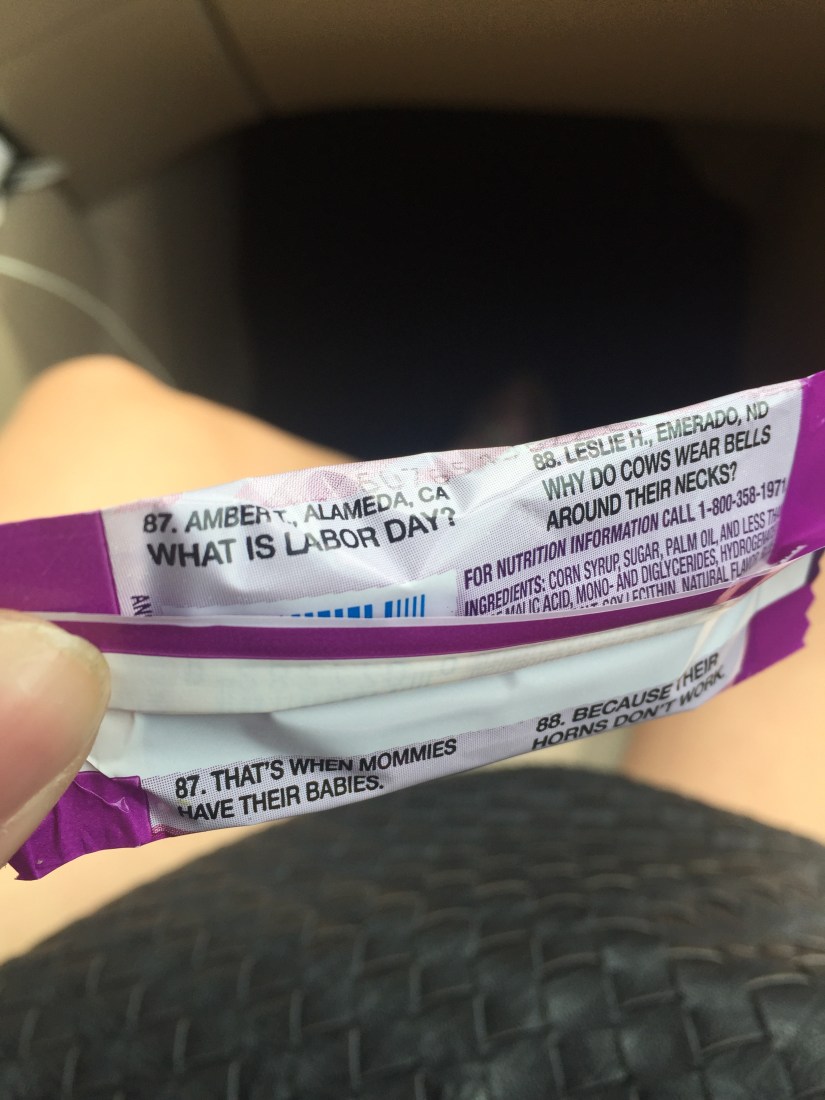 87. AMBER T., ALAMEDA, CA
WHAT IS LABOR DAY?
88. LESLIE H., EMERADO, ND
WHY DO COWS WEAR BELLS
AROUND THEIR NECKS?
FOR NUTRITION INFORMATION CALL 1-800-358-1971
INGREDIENTS: CORN SYRUP, SUGAR, PALM OIL, AND LESS
MALIC ACID, MONO- AND DIGLYCERIDES,
SOY LECITHIN, NATURAL
87. THAT'S WHEN MOMMIES
HAVE THEIR BABIES.
88. BECAUSE THEIR
HORNS DON'T WORK.